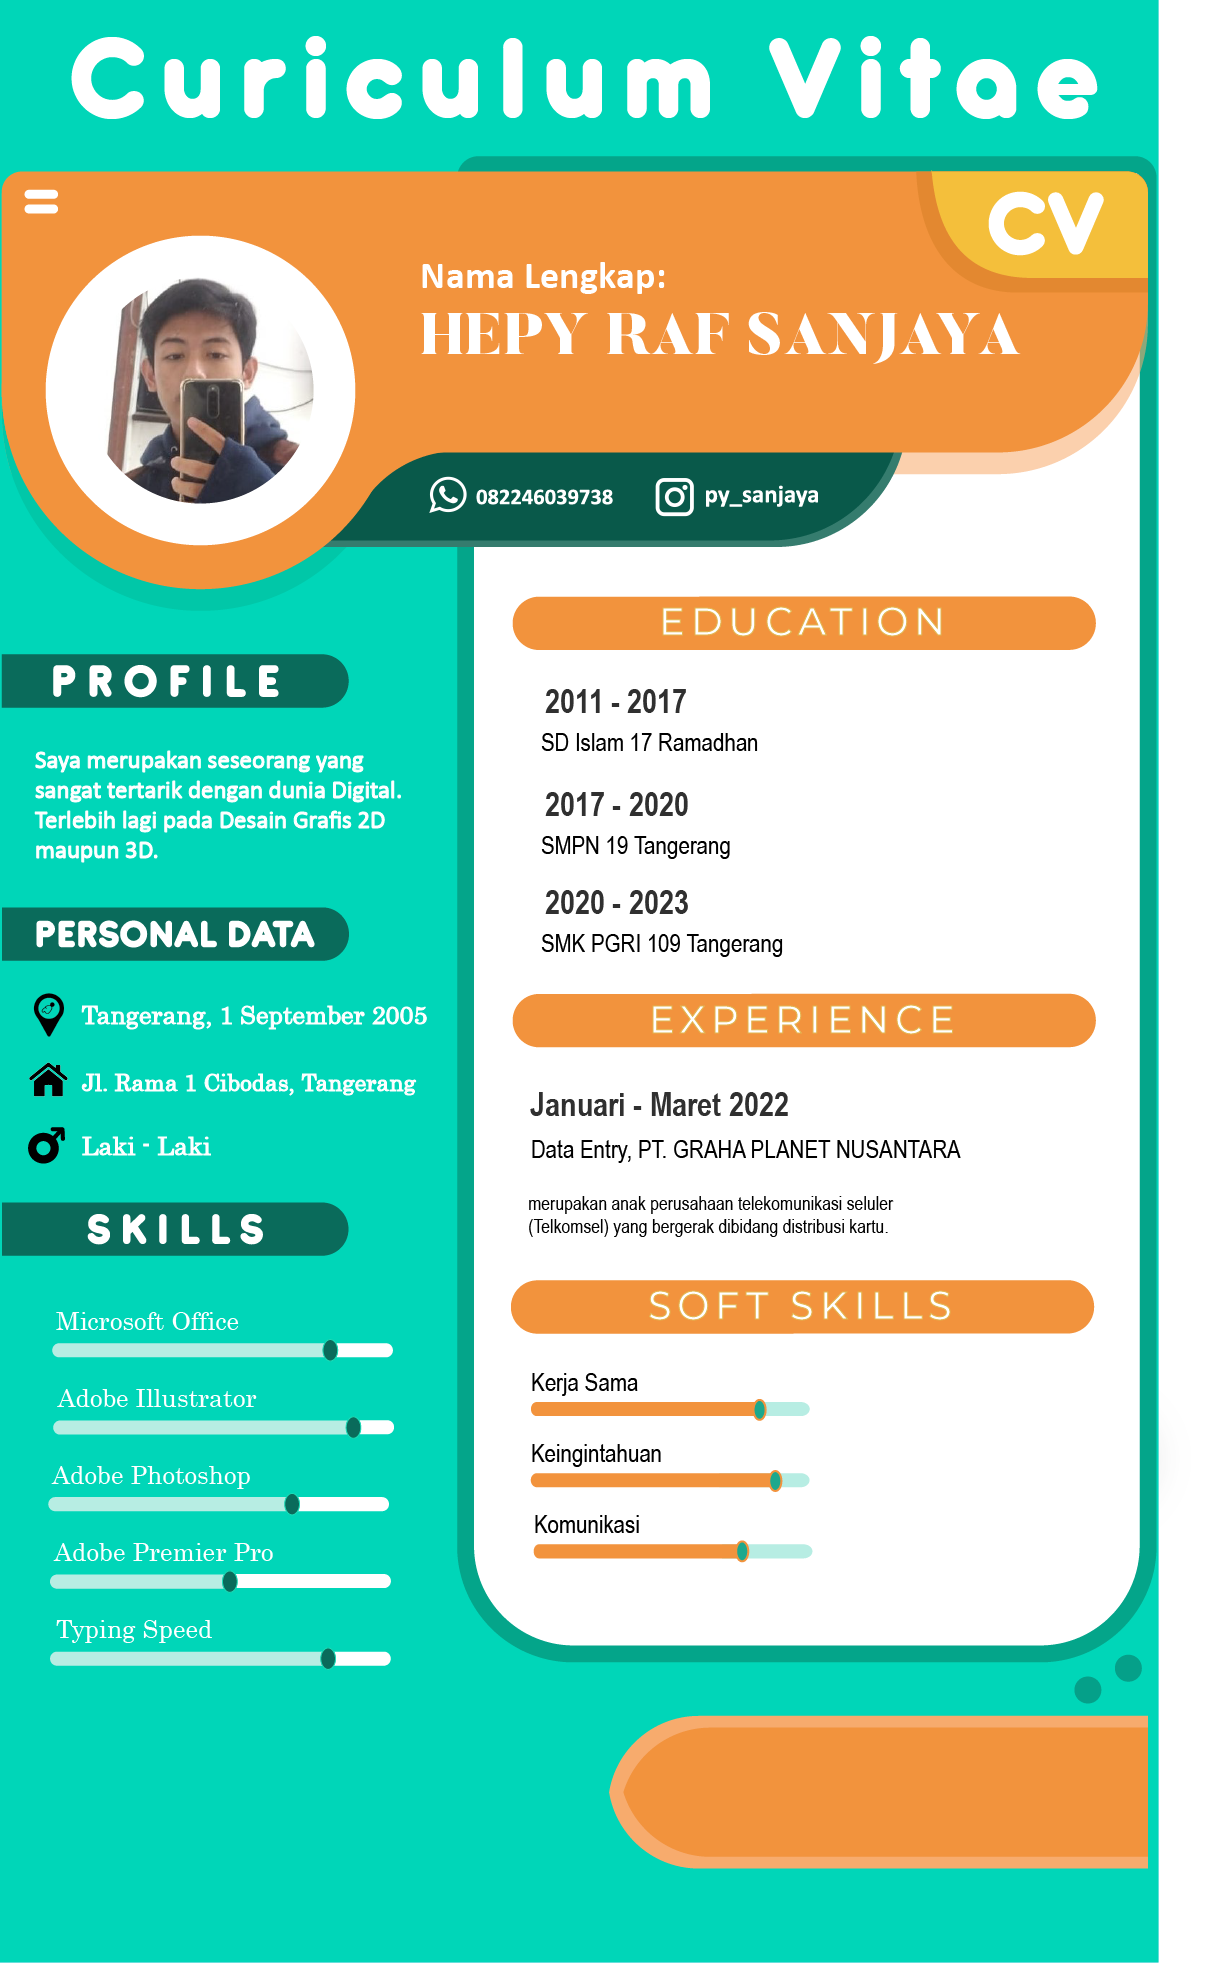 Curiculum Vitae
CV
Nama Lengkap:
HEPY RAF SANJAYA
082246039738
py_sanjaya
PROFILE
Saya merupakan seseorang yang
sangat tertarik dengan dunia Digital.
Terlebih lagi pada Desain Grafis 2D
maupun 3D.
PERSONAL DATA
Tangerang, 1 September 2005
Jl. Rama 1 Cibodas, Tangerang
Laki - Laki
SKILLS
Microsoft Office
Adobe Illustrator
Adobe Photoshop
Adobe Premier Pro
Typing Speed
EDUCATION
2011 - 2017
SD Islam 17 Ramadhan
2017 - 2020
SMPN 19 Tangerang
2020 - 2023
SMK PGRI 109 Tangerang
EXPERIENCE
Januari - Maret 2022
Data Entry, PT. GRAHA PLANET NUSANTARA
merupakan anak perusahaan telekomunikasi seluler
(Telkomsel) yang bergerak dibidang distribusi kartu.
SOFT SKILLS
Kerja Sama
Keingintahuan
Komunikasi